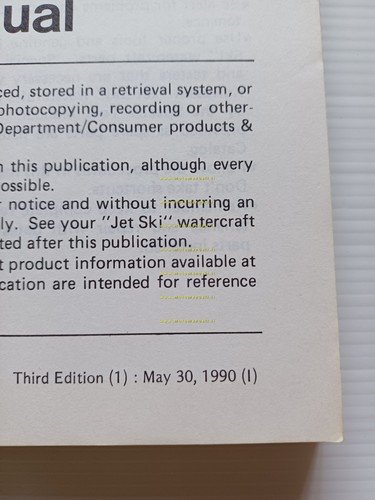 ual
ced, stored in a retrieval system, or
photocopying, recording or other-
Department/Consumer products &
n this publication, although every
ossible.
r notice and without incurring an
ly. See your "Jet Ski" watercraft
ted after this publication.
t product information available at
cation are intended for reference
Third Edition (1) : May 30, 1990 (I)